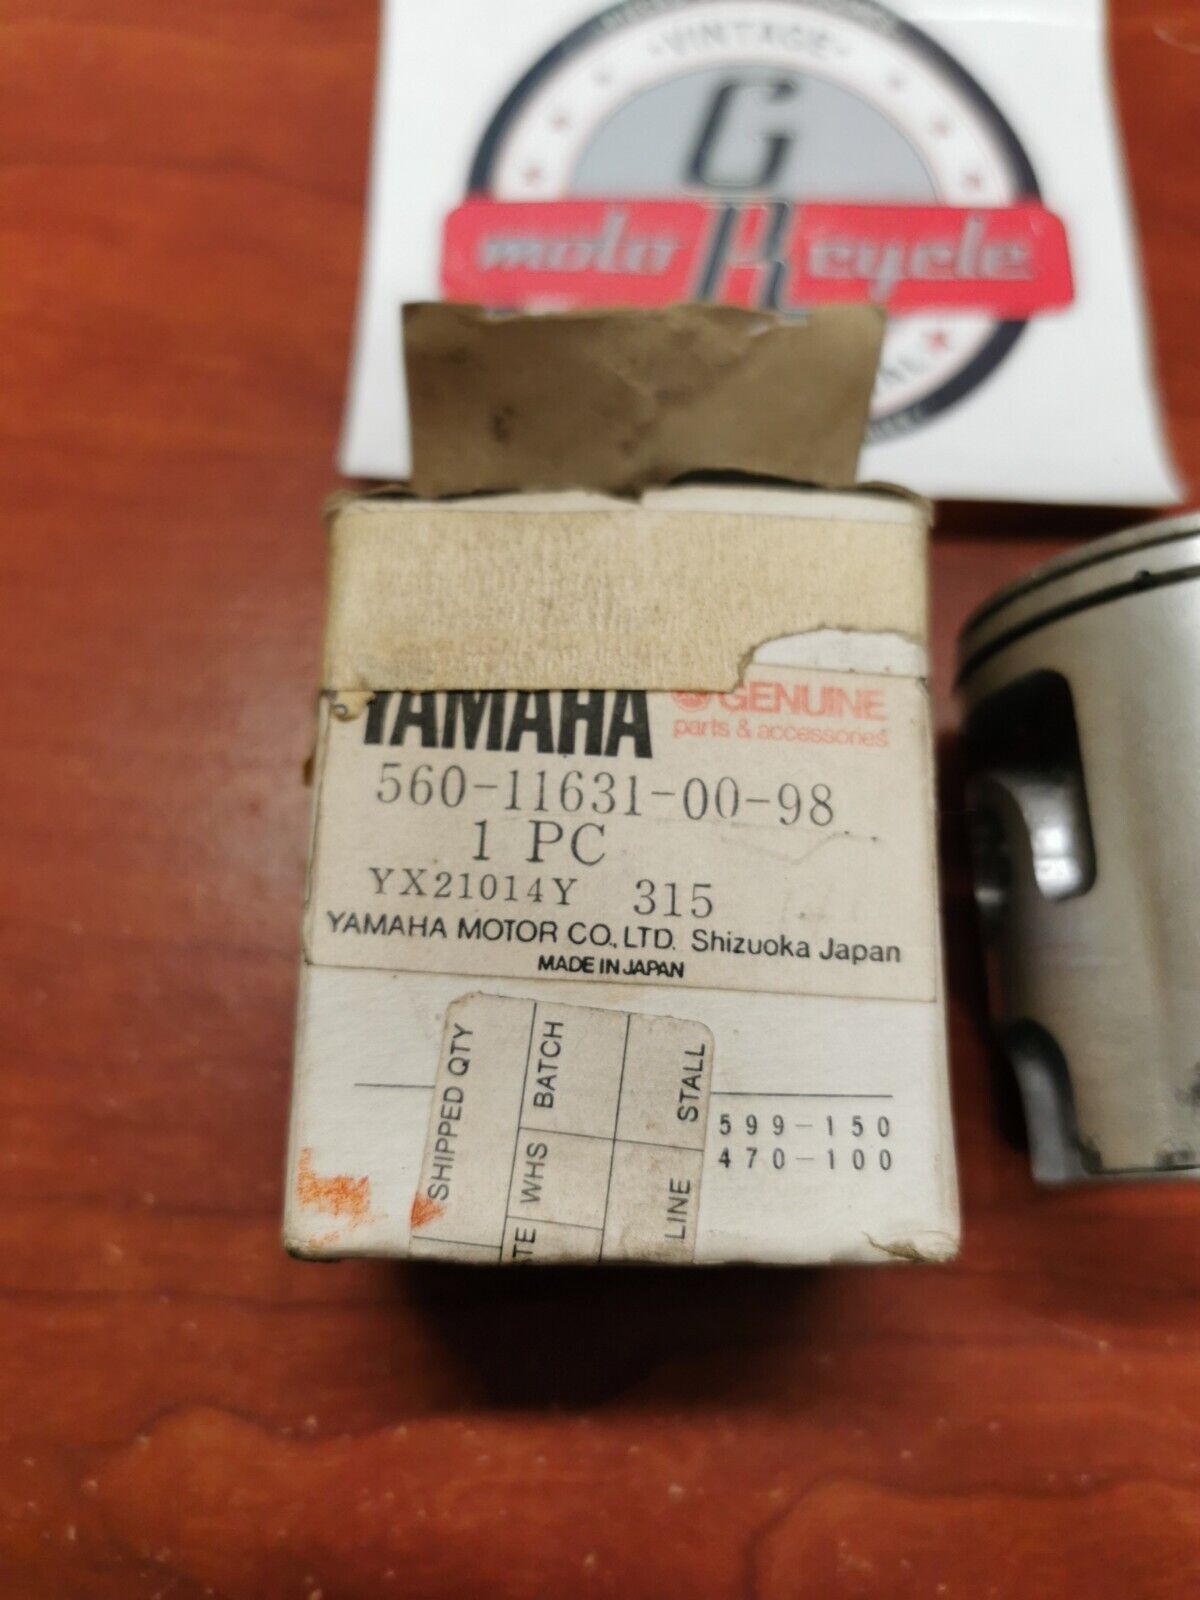 VINTAGE
G
moto R cycle
YAMAHA GENUINE
parts & accessories
560-11631-00-98
1 PC
YX21014Y 315
YAMAHA MOTOR CO., LTD. Shizuoka Japan
MADE IN JAPAN
SHIPPED QTY
BATCH
WHS
STALL
LINE
599-150
470-100